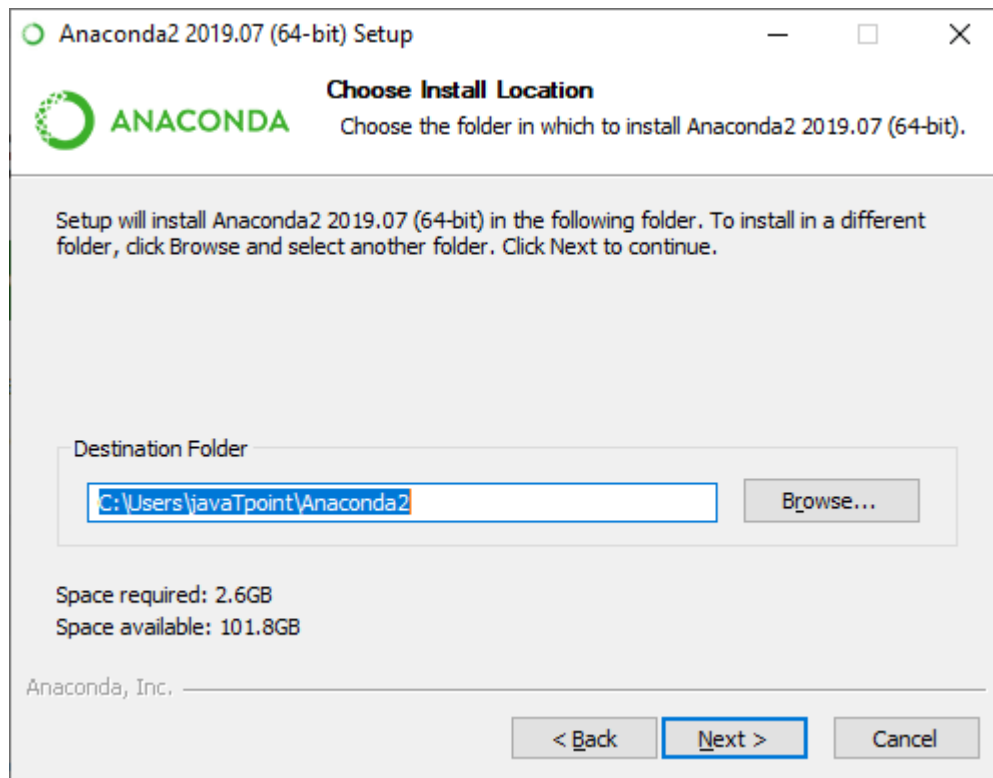 Anaconda2 2019.07 (64-bit) Setup
ANACONDA
Choose Install Location
Choose the folder in which to install Anaconda2 2019.07 (64-bit).
Setup will install Anaconda2 2019.07 (64-bit) in the following folder. To install in a different
folder, click Browse and select another folder. Click Next to continue.
Destination Folder
C:\Users\javaTpoint\Anaconda2
Browse...
Space required: 2.6GB
Space available: 101.8GB
Anaconda, Inc.
< Back
Next >
Cancel